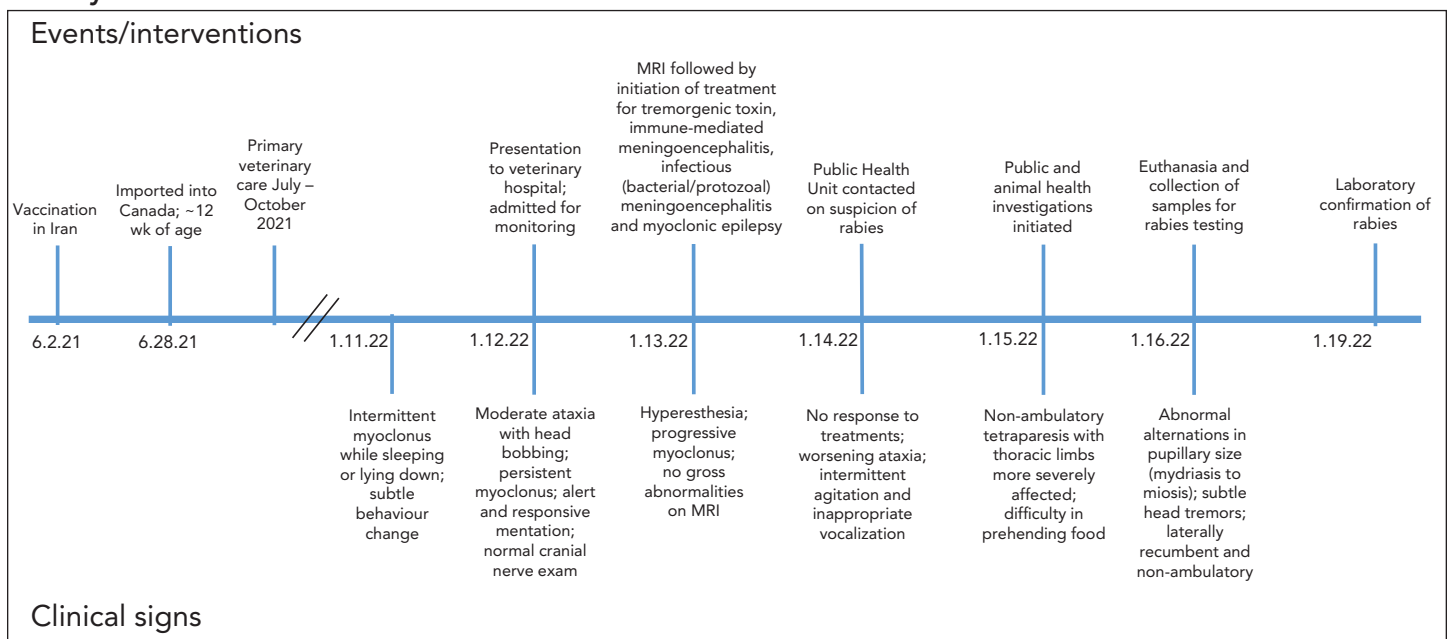 Events/interventions
Vaccination
in Iran
Imported into
Canada; ~12
wk of age
Primary
veterinary
care July –
October
2021
Presentation
to veterinary
hospital;
admitted for
monitoring
MRI followed by
initiation of treatment
for tremorgenic toxin,
immune-mediated
meningoencephalitis,
infectious
(bacterial/protozoal)
meningoencephalitis
and myoclonic epilepsy
Public Health
Unit contacted
on suspicion of
rabies
Public and
animal health
investigations
initiated
Euthanasia and
collection of
samples for
rabies testing
Laboratory
confirmation of
rabies
6.2.21
6.28.21
1.11.22
1.12.22
1.13.22
1.14.22
1.15.22
1.16.22
1.19.22
Intermittent
myoclonus
while sleeping
or lying down;
subtle
behaviour
change
Moderate ataxia
with head
bobbing;
persistent
myoclonus; alert
and responsive
mentation;
normal cranial
nerve exam
Hyperesthesia;
progressive
myoclonus;
no gross
abnormalities
on MRI
No response to
treatments;
worsening ataxia;
intermittent
agitation and
inappropriate
vocalization
Non-ambulatory
tetraparesis with
thoracic limbs
more severely
affected;
difficulty in
prehending food
Abnormal
alternations in
pupillary size
(mydriasis to
miosis); subtle
head tremors;
laterally
recumbent and
non-ambulatory
Clinical signs